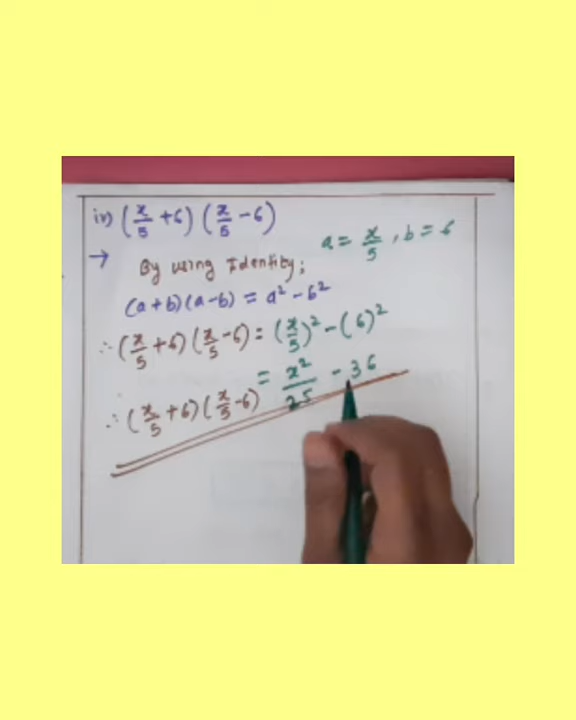 iv) (x/5 + 6) (x/5 - 6)
→ a = x/5, b = 6
By using Identity;
(a+b)(a-b) = a² - b²
∴ (x/5 + 6) (x/5 - 6) = (x/5)² - (6)²
∴ (x/5 + 6) (x/5 - 6) = x²/25 - 36